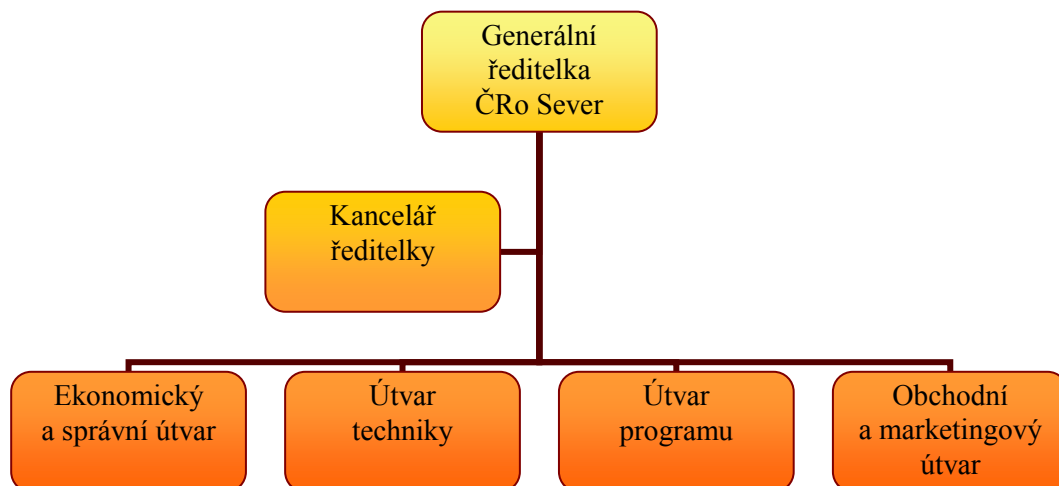 Generální
ředitelka
ČRo Sever
Kancelář
ředitelky
Ekonomický
a správní útvar
Útvar
techniky
Útvar
programu
Obchodní
a marketingový
útvar